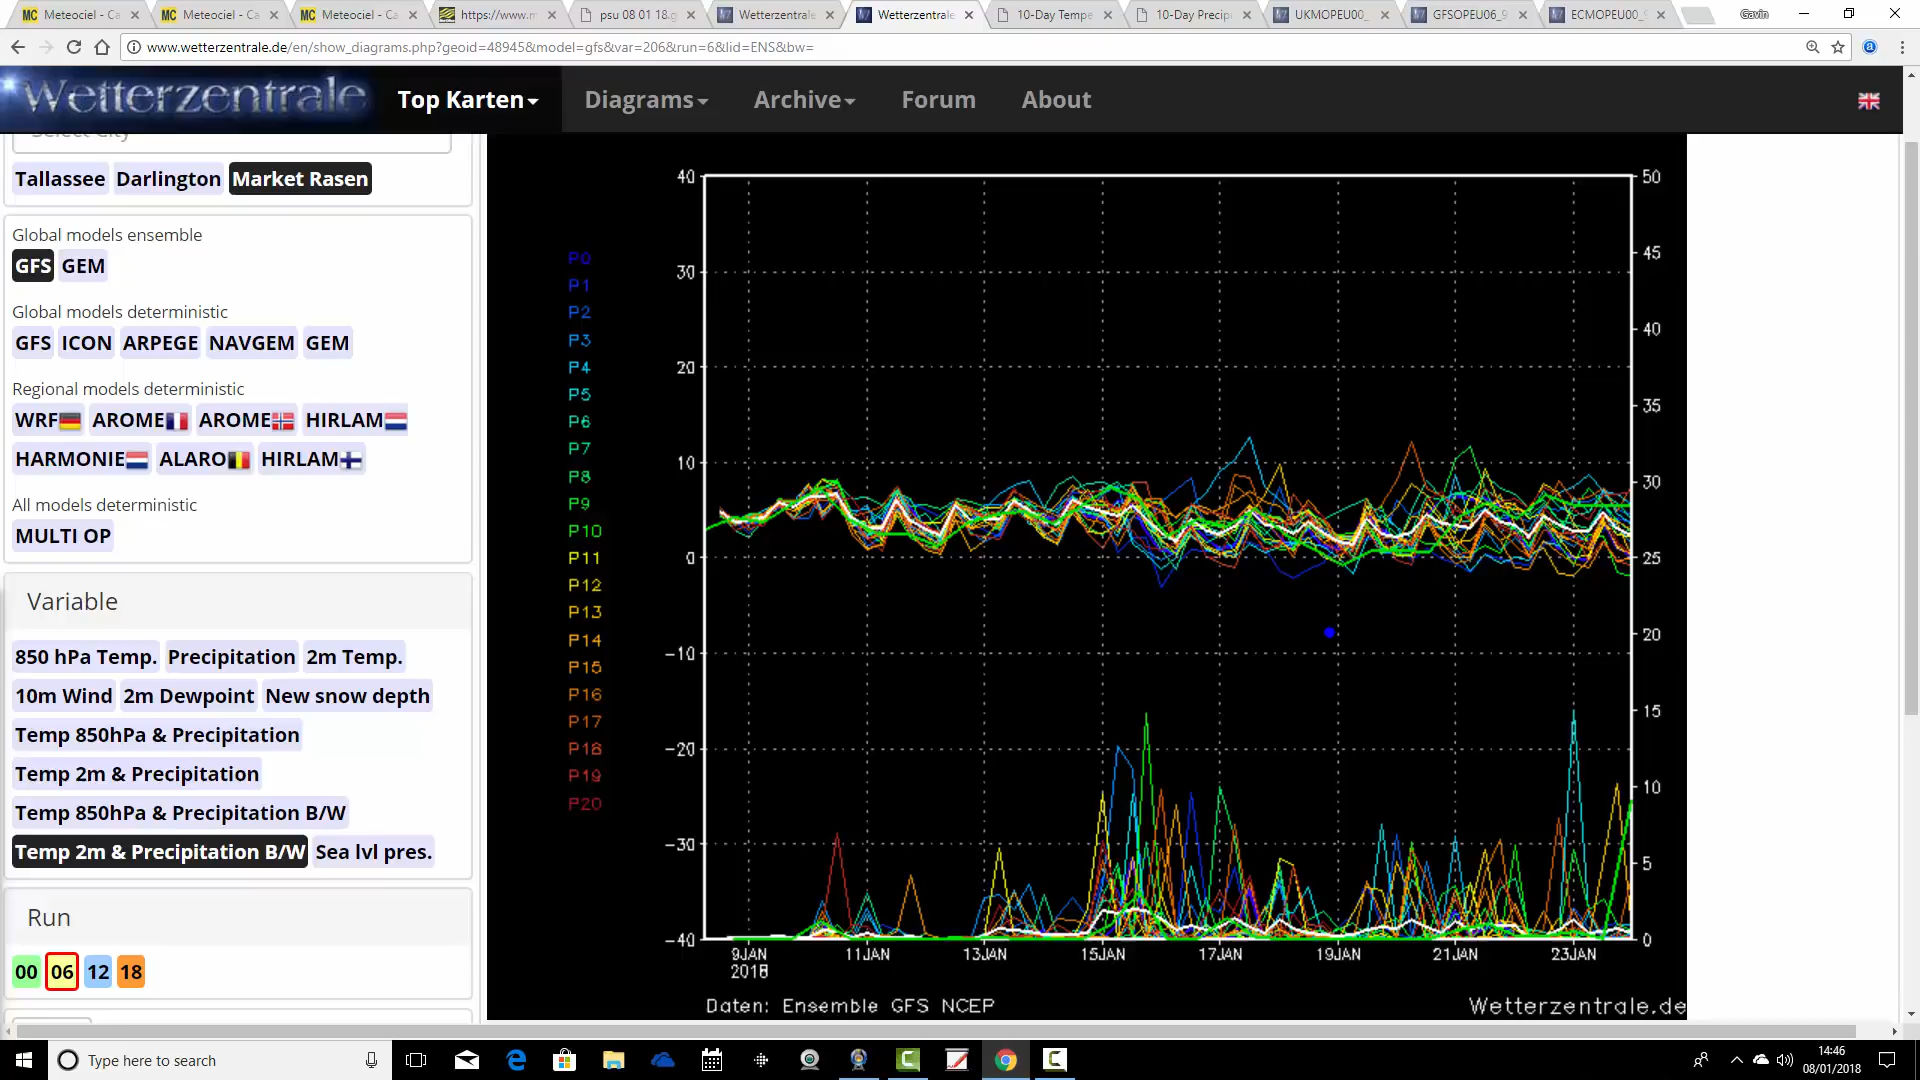 Meteociel - Ca
Meteociel - Ca
Meteociel - Ca
https://www.m
psu 08 01 18.g
Wetterzentrale
Wetterzentrale
10-Day Tempe
10-Day Precip
UKMOPEU00_
GFSOPEU06_9
ECMOPEU00_9
Gavin
www.wetterzentrale.de/en/show_diagrams.php?geoid=48945&model=gfs&var=206&run=6&lid=ENS&bw=
Wetterzentrale
Top Karten
Diagrams
Archive
Forum
About
Select City
Tallassee Darlington Market Rasen
Global models ensemble
GFS GEM
Global models deterministic
GFS ICON ARPEGE NAVGEM GEM
Regional models deterministic
WRF AROME AROME HIRLAM
HARMONIE ALARO HIRLAM
All models deterministic
MULTI OP
Variable
850 hPa Temp. Precipitation 2m Temp.
10m Wind 2m Dewpoint New snow depth
Temp 850hPa & Precipitation
Temp 2m & Precipitation
Temp 850hPa & Precipitation B/W
Temp 2m & Precipitation B/W Sea lvl pres.
Run
00 06 12 18
P0
P1
P2
P3
P4
P5
P6
P7
P8
P9
P10
P11
P12
P13
P14
P15
P16
P17
P18
P19
P20
40
30
20
10
0
-10
-20
-30
-40
50
45
40
35
30
25
20
15
10
5
0
9JAN 11JAN 13JAN 15JAN 17JAN 19JAN 21JAN 23JAN
2018
Daten: Ensemble GFS NCEP
Wetterzentrale.de
Type here to search
14:46
08/01/2018